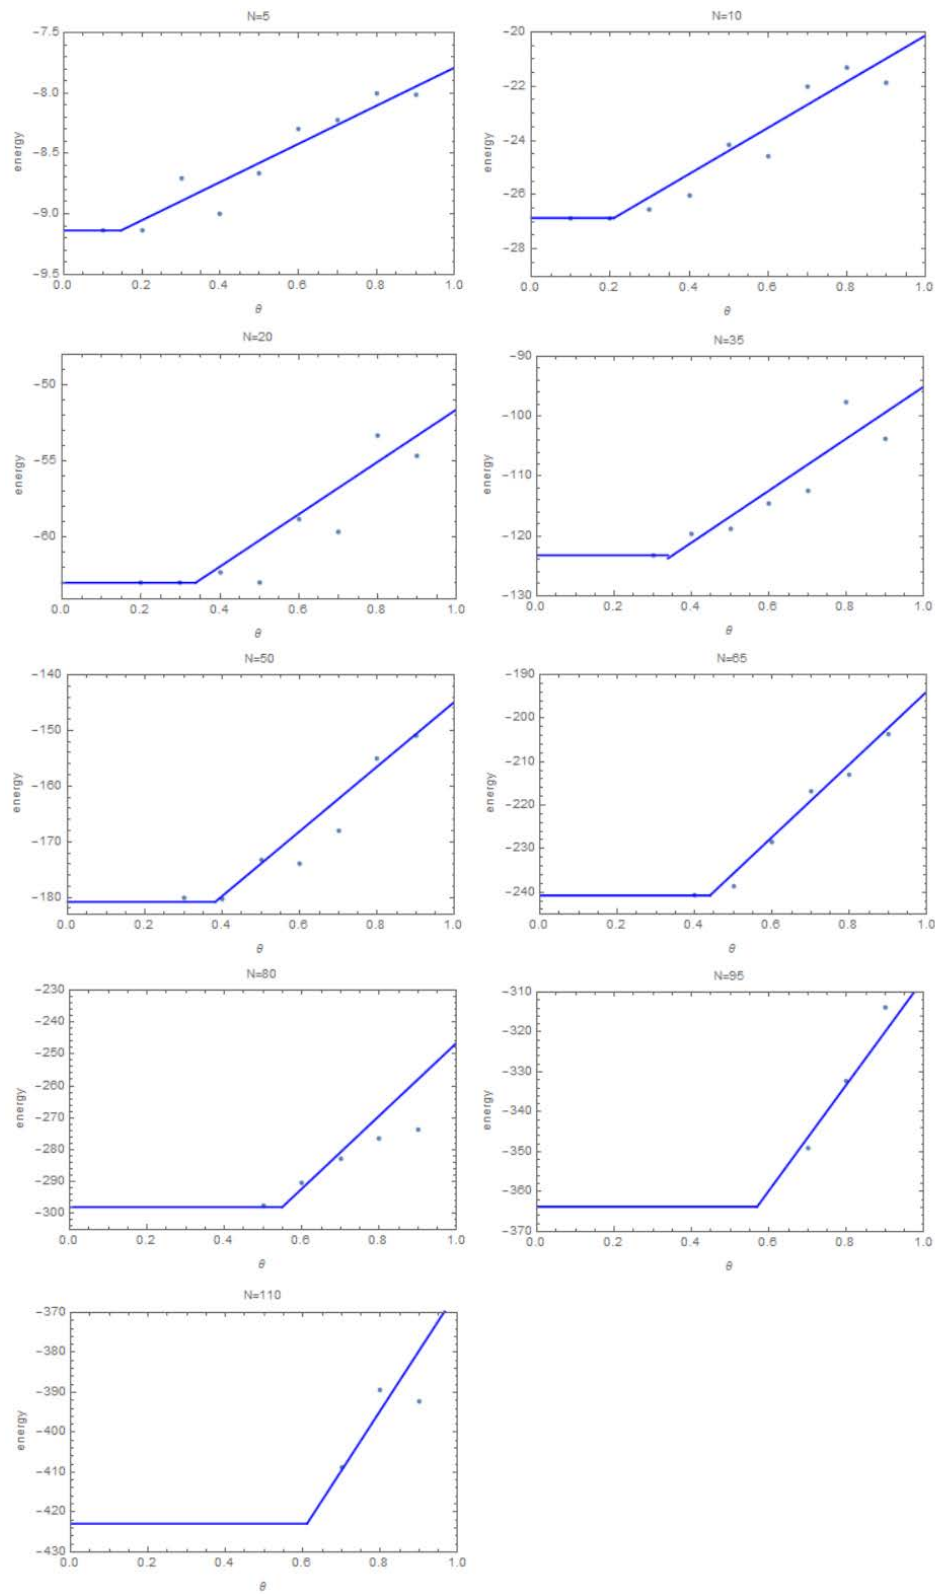 N=5
-7.5
-8.0
-8.5
-9.0
-9.5
energy
0.0 0.2 0.4 0.6 0.8 1.0
θ
N=10
-20
-22
-24
-26
-28
energy
0.0 0.2 0.4 0.6 0.8 1.0
θ
N=20
-50
-55
-60
energy
0.0 0.2 0.4 0.6 0.8 1.0
θ
N=35
-90
-100
-110
-120
-130
energy
0.0 0.2 0.4 0.6 0.8 1.0
θ
N=50
-140
-150
-160
-170
-180
energy
0.0 0.2 0.4 0.6 0.8 1.0
θ
N=65
-190
-200
-210
-220
-230
-240
energy
0.0 0.2 0.4 0.6 0.8 1.0
θ
N=80
-230
-240
-250
-260
-270
-280
-290
-300
energy
0.0 0.2 0.4 0.6 0.8 1.0
θ
N=95
-310
-320
-330
-340
-350
-360
-370
energy
0.0 0.2 0.4 0.6 0.8 1.0
θ
N=110
-370
-380
-390
-400
-410
-420
-430
energy
0.0 0.2 0.4 0.6 0.8 1.0
θ